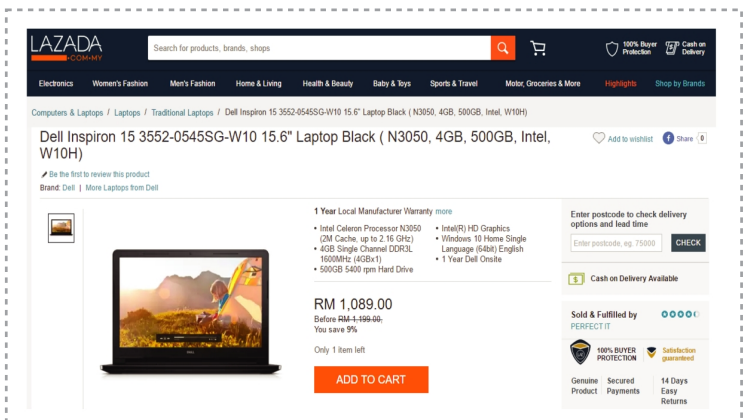 LAZADA
.COM.MY
Search for products, brands, shops
100% Buyer Protection
Cash on Delivery
Electronics Women's Fashion Men's Fashion Home & Living Health & Beauty Baby & Toys Sports & Travel Motor, Groceries & More Highlights Shop by Brands
Computers & Laptops / Laptops / Traditional Laptops / Dell Inspiron 15 3552-0545SG-W10 15.6" Laptop Black ( N3050, 4GB, 500GB, Intel, W10H)
Dell Inspiron 15 3552-0545SG-W10 15.6" Laptop Black ( N3050, 4GB, 500GB, Intel,
W10H)
Add to wishlist
f Share 0
Be the first to review this product
Brand: Dell | More Laptops from Dell
1 Year Local Manufacturer Warranty more
• Intel Celeron Processor N3050
(2M Cache, up to 2.16 GHz)
• 4GB Single Channel DDR3L
1600MHz (4GBx1)
• 500GB 5400 rpm Hard Drive
• Intel(R) HD Graphics
• Windows 10 Home Single
Language (64bit) English
• 1 Year Dell Onsite
RM 1,089.00
Before RM 1,199.00,
You save 9%
Only 1 item left
ADD TO CART
Enter postcode to check delivery
options and lead time
Enter postcode, eg. 75000
CHECK
$ Cash on Delivery Available
Sold & Fulfilled by
PERFECT IT
100% BUYER
PROTECTION
Satisfaction
guaranteed
Genuine
Product
Secured
Payments
14 Days
Easy
Returns